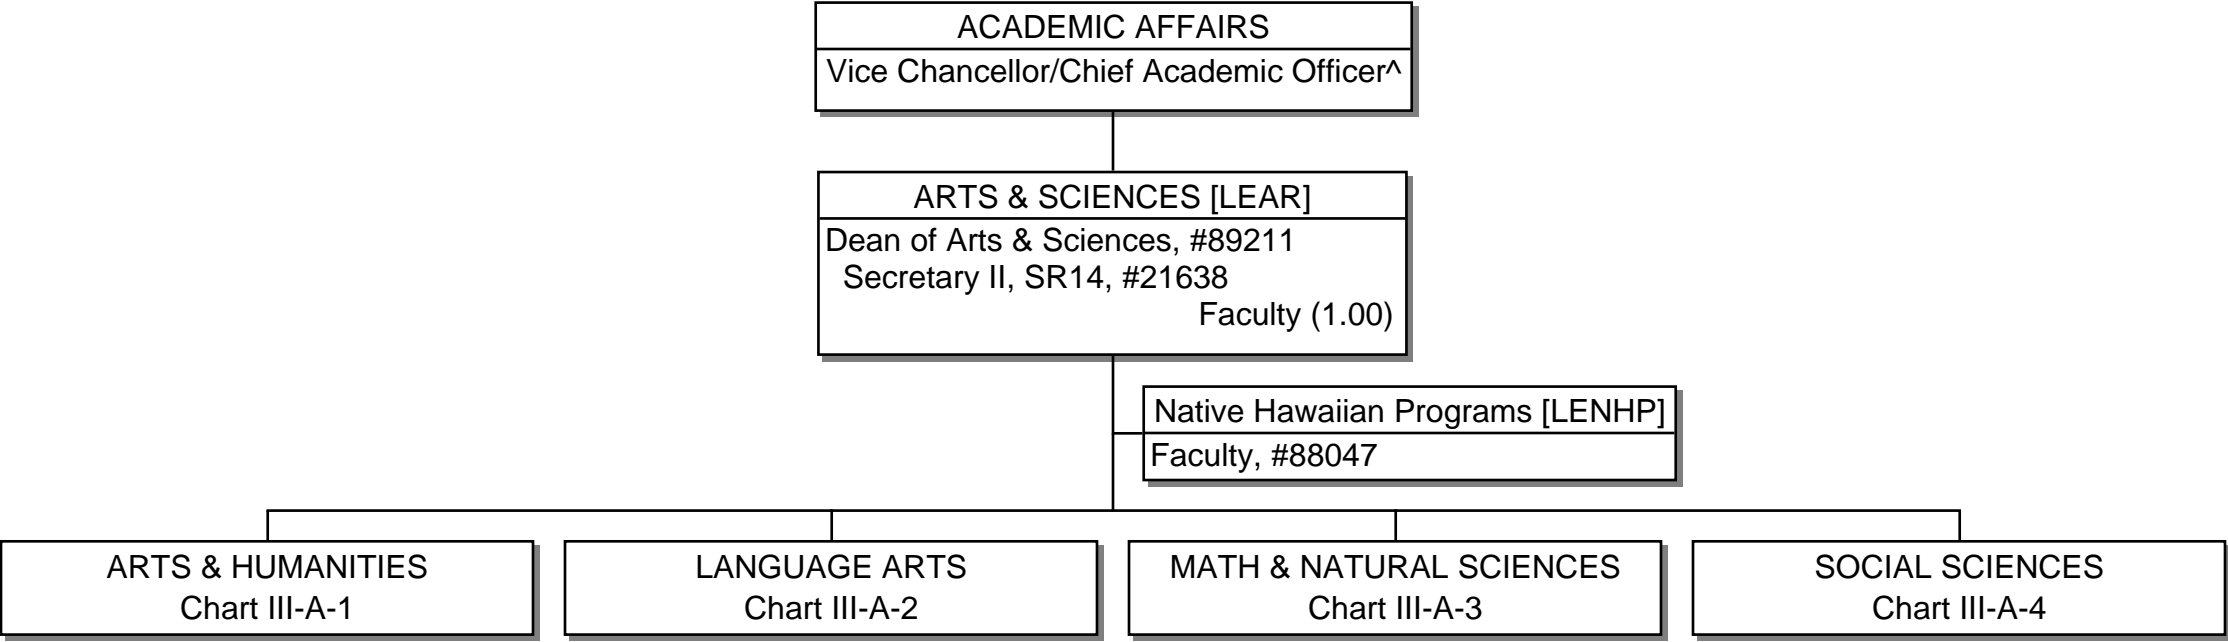 ACADEMIC AFFAIRS
Vice Chancellor/Chief Academic Officer^
ARTS & SCIENCES [LEAR]
Dean of Arts & Sciences, #89211
Secretary II, SR14, #21638
Faculty (1.00)
Native Hawaiian Programs [LENHP]
Faculty, #88047
ARTS & HUMANITIES
Chart III-A-1
LANGUAGE ARTS
Chart III-A-2
MATH & NATURAL SCIENCES
Chart III-A-3
SOCIAL SCIENCES
Chart III-A-4